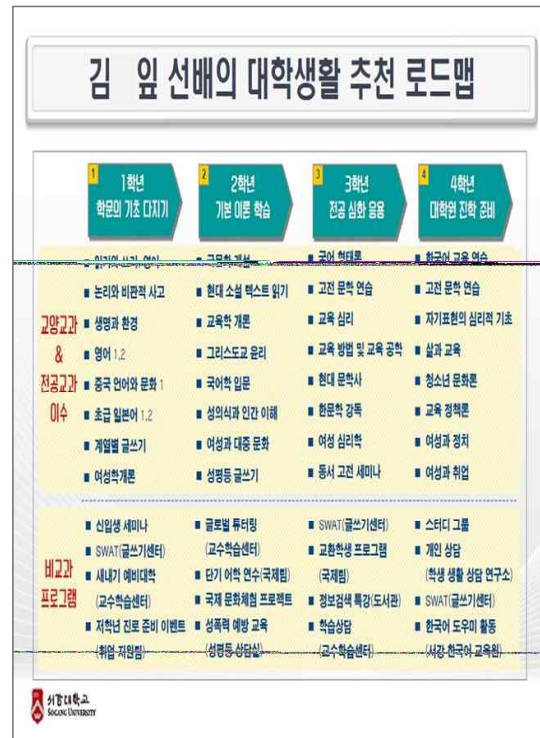 김 잎 선배의 대학생활 추천 로드맵
1
1학년
학문의 기초 다지기
2
2학년
기본 이론 학습
3
3학년
전공 심화 응용
4
4학년
대학원 진학 준비
교양교과
&
전공교과
이수
■ 읽기와 쓰기, 영어
■ 논리와 비판적 사고
■ 생명과 환경
■ 영어 1,2
■ 중국 언어와 문화 1
■ 초급 일본어 1,2
■ 계열별 글쓰기
■ 여성학개론
■ 국문학 개설
■ 현대 소설 텍스트 읽기
■ 교육학 개론
■ 그리스도교 윤리
■ 국어학 입문
■ 성의식과 인간 이해
■ 여성과 대중 문화
■ 성평등 글쓰기
■ 국어 형태론
■ 고전 문학 연습
■ 교육 심리
■ 교육 방법 및 교육 공학
■ 현대 문학사
■ 한문학 강독
■ 여성 심리학
■ 동서 고전 세미나
■ 한국어 교육 연습
■ 고전 문학 연습
■ 자기표현의 심리적 기초
■ 삶과 교육
■ 청소년 문화론
■ 교육 정책론
■ 여성과 정치
■ 여성과 취업
비교과
프로그램
■ 신입생 세미나
■ SWAT(글쓰기센터)
■ 새내기 예비대학
(교수학습센터)
■ 저학년 진로 준비 이벤트
(취업 지원팀)
■ 글로벌 튜터링
(교수학습센터)
■ 단기 어학 연수(국제팀)
■ 국제 문화체험 프로젝트
■ 성폭력 예방 교육
(성평등 상담실)
■ SWAT(글쓰기센터)
■ 교환학생 프로그램
(국제팀)
■ 정보검색 특강(도서관)
■ 학습상담
(교수학습센터)
■ 스터디 그룹
■ 개인 상담
(학생 생활 상담 연구소)
■ SWAT(글쓰기센터)
■ 한국어 도우미 활동
(서강 한국어 교육원)
서강대학교
SOGANG UNIVERSITY